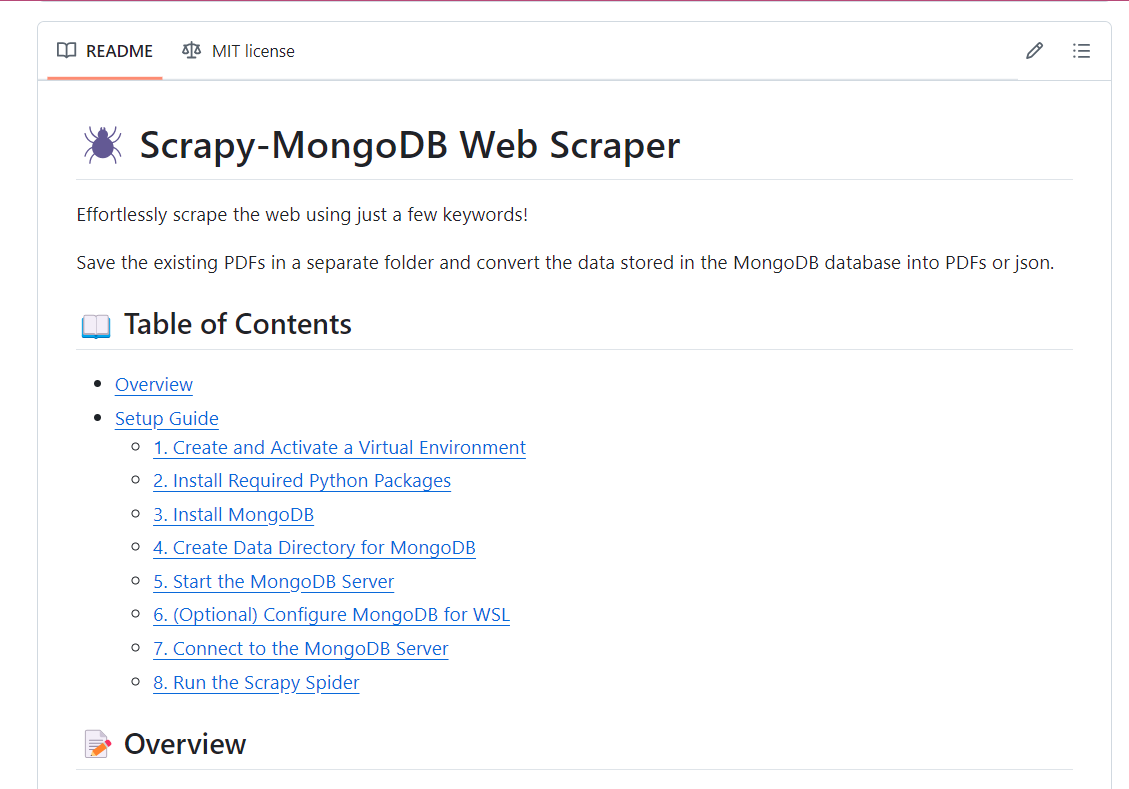 README MIT license
Scrapy-MongoDB Web Scraper
Effortlessly scrape the web using just a few keywords!
Save the existing PDFs in a separate folder and convert the data stored in the MongoDB database into PDFs or json.
Table of Contents
Overview
Setup Guide
1. Create and Activate a Virtual Environment
2. Install Required Python Packages
3. Install MongoDB
4. Create Data Directory for MongoDB
5. Start the MongoDB Server
6. (Optional) Configure MongoDB for WSL
7. Connect to the MongoDB Server
8. Run the Scrapy Spider
Overview